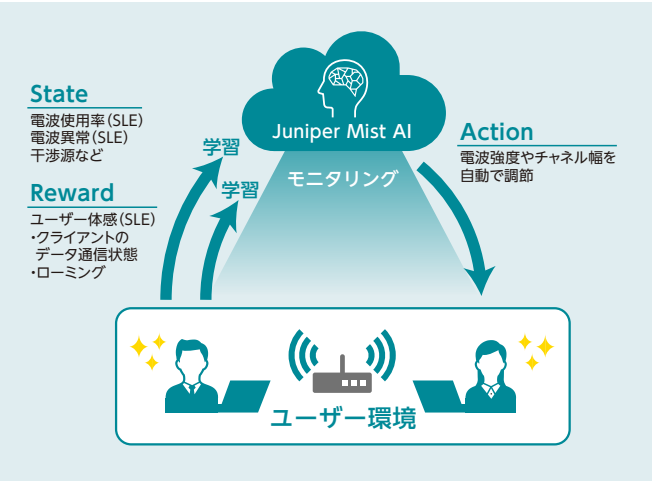 State
電波使用率(SLE)
電波異常(SLE)
干渉源など
Reward
ユーザー体感(SLE)
・クライアントの
データ通信状態
・ローミング
学習
学習
Juniper Mist AI
モニタリング
Action
電波強度やチャネル幅を
自動で調節
ユーザー環境